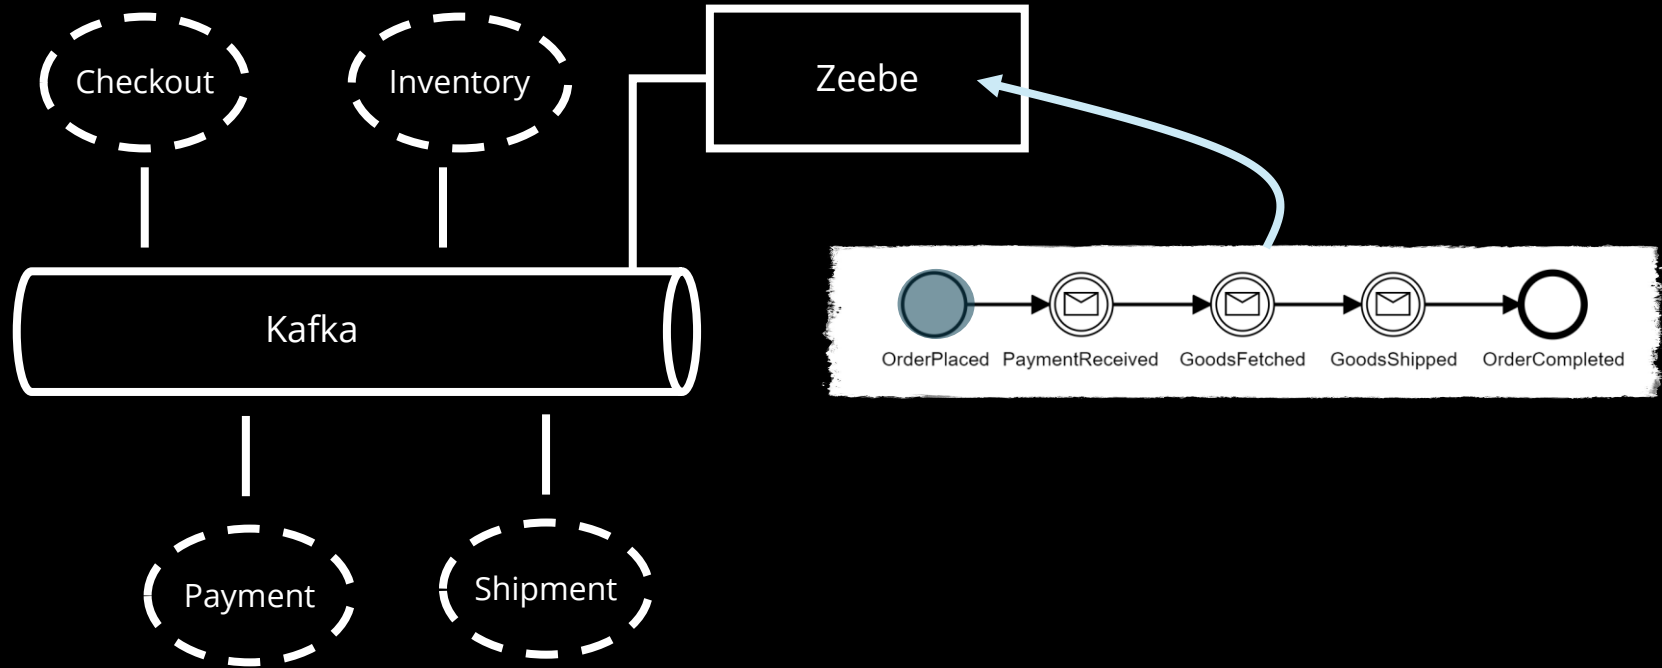 Checkout
Inventory
Zeebe
Kafka
OrderPlaced
PaymentReceived
GoodsFetched
GoodsShipped
OrderCompleted
Payment
Shipment